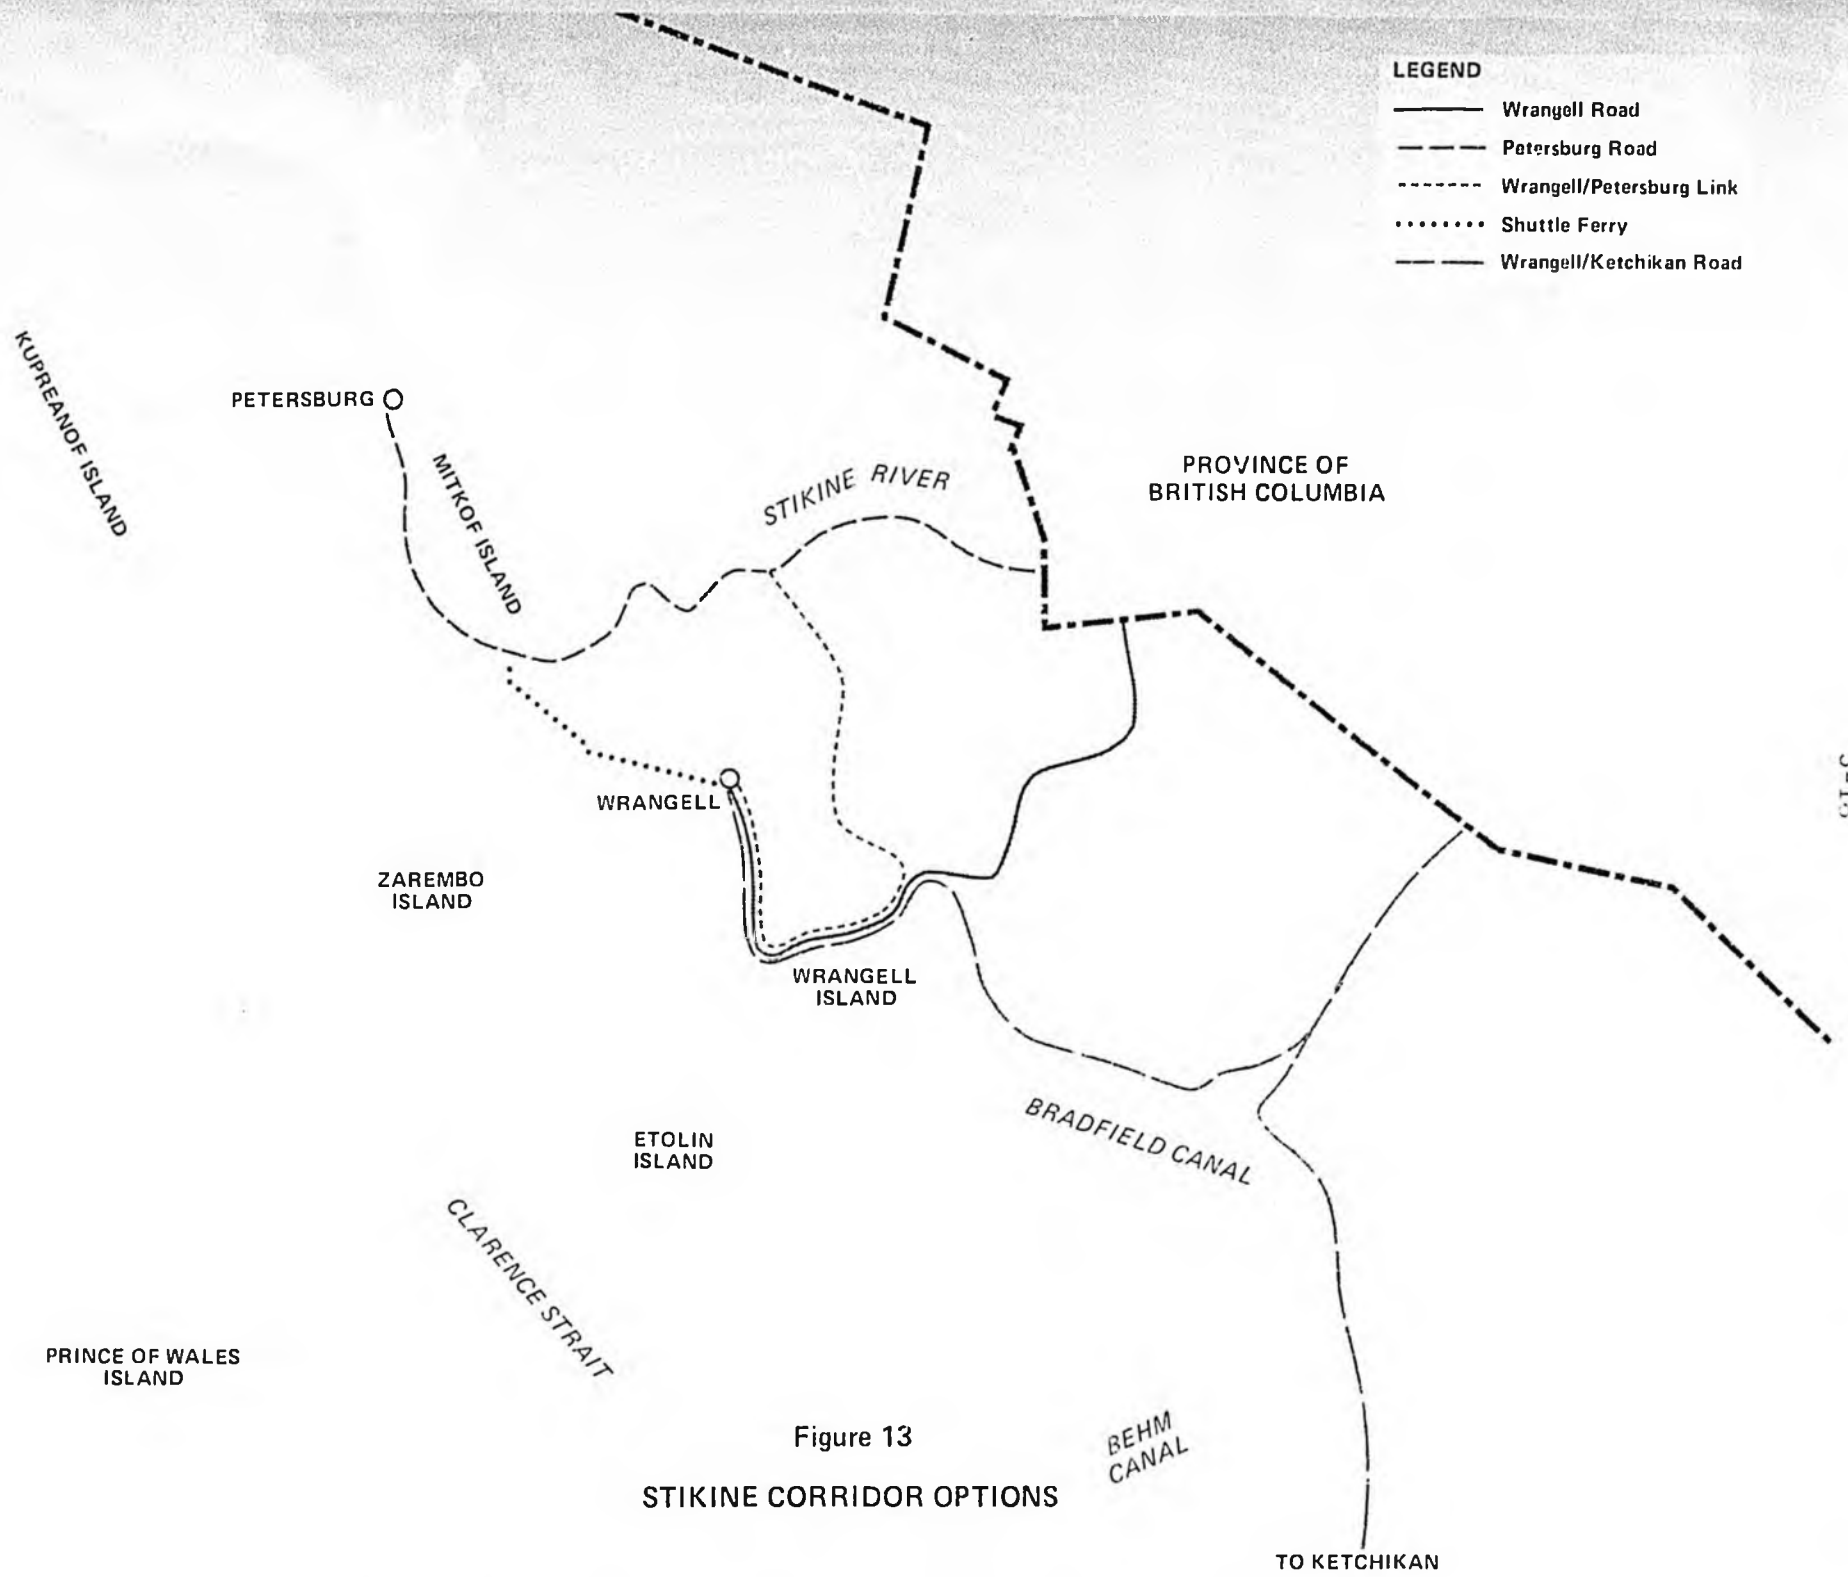 LEGEND
Wrangell Road
Petersburg Road
Wrangell/Petersburg Link
Shuttle Ferry
Wrangell/Ketchikan Road
KUPREANOF ISLAND
PETERSBURG
MITKOF ISLAND
STIKINE RIVER
PROVINCE OF
BRITISH COLUMBIA
WRANGELL
ZAREMBO
ISLAND
WRANGELL
ISLAND
ETOLIN
ISLAND
BRADFIELD CANAL
CLARENCE STRAIT
PRINCE OF WALES
ISLAND
BEHM
CANAL
Figure 13
STIKINE CORRIDOR OPTIONS
TO KETCHIKAN